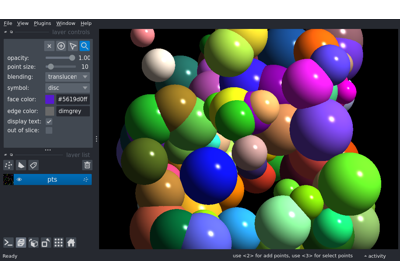 File View Plugins Window Help
layer controls
opacity: 1.00
point size: 10
blending: translucen
symbol: disc
face color: #5619d0ff
edge color: dimgrey
display text:
out of slice:
layer list
pts
Ready use <2> for add points, use <3> for select points activity